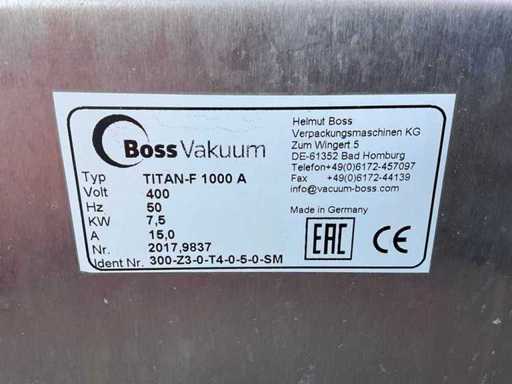 Boss Vakuum
Typ TITAN-F 1000 A
Volt 400
Hz 50
KW 7,5
A 15,0
Nr. 2017,9837
Ident Nr. 300-Z3-0-T4-0-5-0-SM
Helmut Boss
Verpackungsmaschinen KG
Zum Wingert 5
DE-61352 Bad Homburg
Telefon+49(0)6172-457097
Fax +49(0)6172-44139
info@vacuum-boss.com
Made in Germany
EAC CE